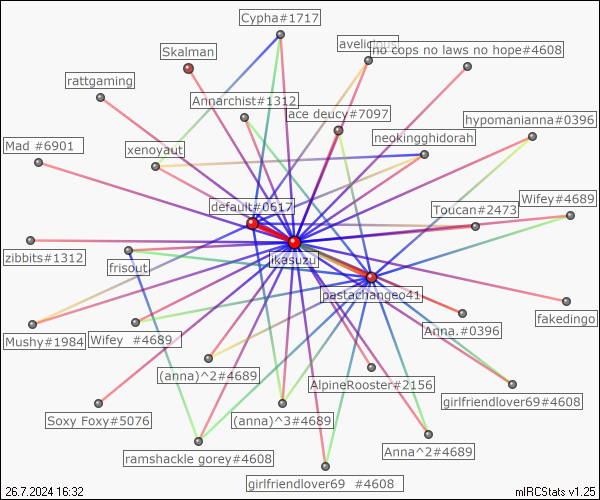 Cypha#1717
avelicious
no cops no laws no hope#4608
Skalman
rattgaming
Annarchist#1312
ace deucy#7097
hypomanianna#0396
neokingghidorah
Mad #6901
xenoyaut
default#0617
Toucan#2473
Wifey#4689
zibbits#1312
frisout
ikasuzu
pastachangeo41
fakedingo
Mushy#1984
Wifey  #4689
Anna.#0396
(anna)^2#4689
AlpineRooster#2156
girlfriendlover69#4608
Soxy Foxy#5076
(anna)^3#4689
ramshackle gorey#4608
Anna^2#4689
girlfriendlover69  #4608
26.7.2024 16:32
mIRCStats v1.25